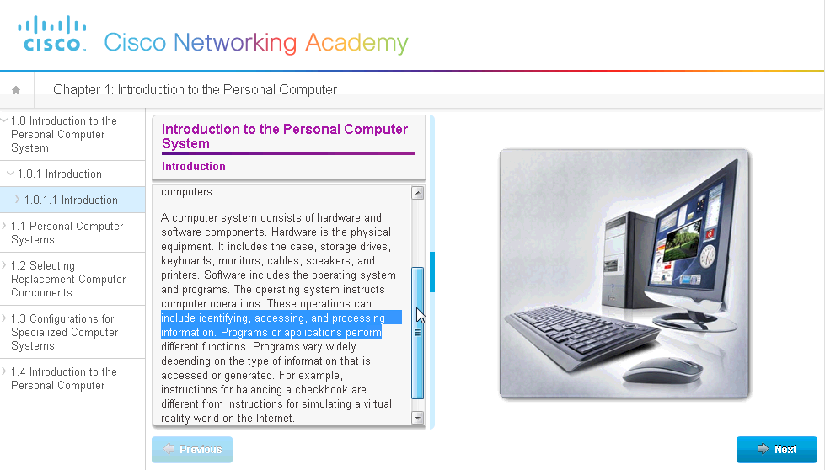 CISCO. Cisco Networking Academy
Chapter 1: Introduction to the Personal Computer
1.0 Introduction to the
Personal Computer
System
1.0.1 Introduction
1.0.1.1 Introduction
1.1 Personal Computer
Systems
1.2 Selecting
Replacement Computer
Components
1.3 Configurations for
Specialized Computer
Systems
1.4 Introduction to the
Personal Computer
Introduction to the Personal Computer
System
Introduction
computers.
A computer system consists of hardware and
software components. Hardware is the physical
equipment. It includes the case, storage drives,
keyboards, monitors, cables, speakers, and
printers. Software includes the operating system
and programs. The operating system instructs
computer operations. These operations can
include identifying, accessing, and processing
information. Programs or applications perform
different functions. Programs vary widely
depending on the type of information that is
accessed or generated. For example,
instructions for balancing a checkbook are
different from instructions for simulating a virtual
reality world on the Internet.
Previous
Next